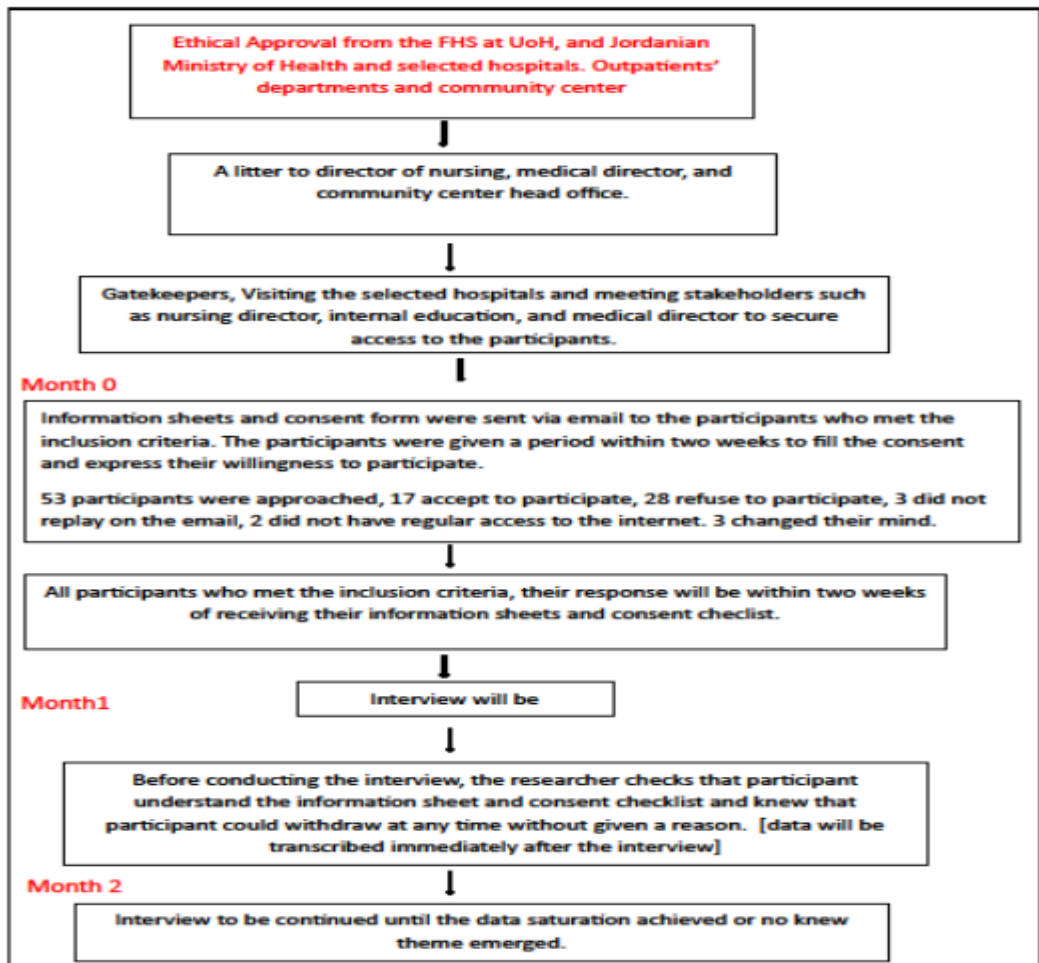 Ethical Approval from the FHS at UoH, and Jordanian
Ministry of Health and selected hospitals. Outpatients'
departments and community center
A litter to director of nursing, medical director, and
community center head office.
Gatekeepers, Visiting the selected hospitals and meeting stakeholders such
as nursing director, internal education, and medical director to secure
access to the participants.
Month 0
Information sheets and consent form were sent via email to the participants who met the
inclusion criteria. The participants were given a period within two weeks to fill the consent
and express their willingness to participate.
53 participants were approached, 17 accept to participate, 28 refuse to participate, 3 did not
replay on the email, 2 did not have regular access to the internet. 3 changed their mind.
All participants who met the inclusion criteria, their response will be within two weeks
of receiving their information sheets and consent checlist.
Month1
Interview will be
Before conducting the interview, the researcher checks that participant
understand the information sheet and consent checklist and knew that
participant could withdraw at any time without given a reason. [data will be
transcribed immediately after the interview]
Month 2
Interview to be continued until the data saturation achieved or no knew
theme emerged.